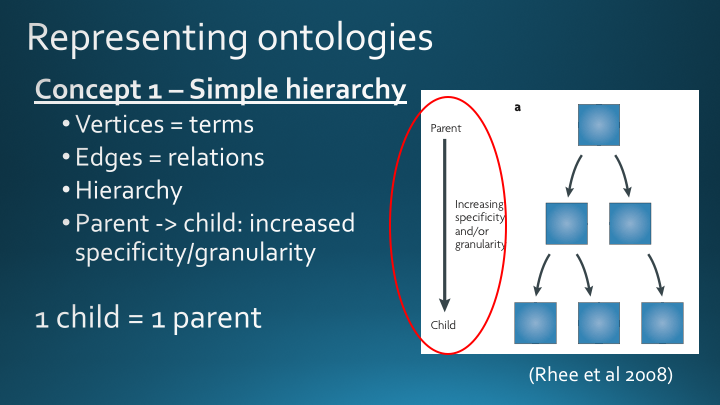 Representing ontologies
Concept 1 – Simple hierarchy
• Vertices = terms
• Edges = relations
• Hierarchy
• Parent -> child: increased
specificity/granularity
1 child = 1 parent
a
Parent
Increasing
specificity
and/or
granularity
Child
(Rhee et al 2008)